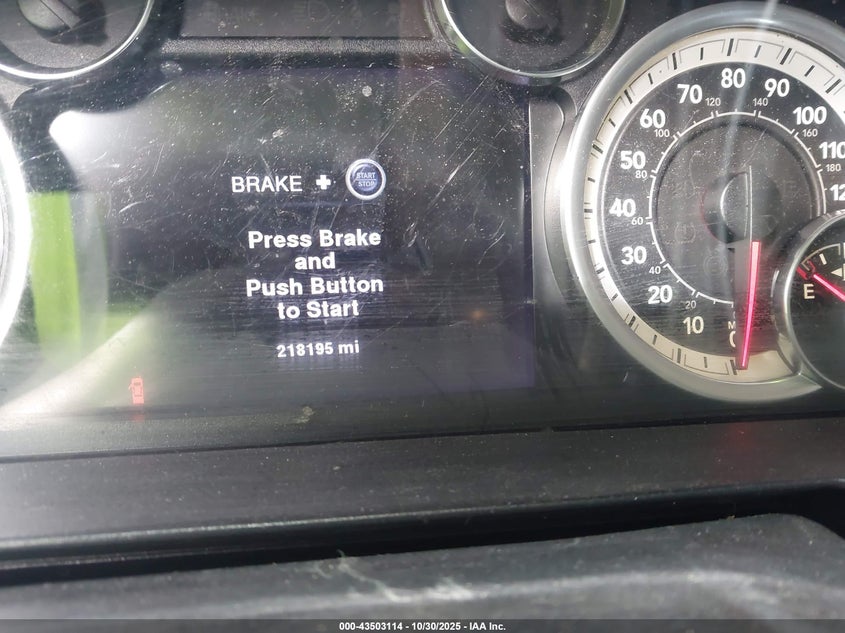 BRAKE + START STOP
Press Brake
and
Push Button
to Start
218195 mi
10 20 30 40 50 60 70 80 90 100 110
20 40 60 80 100 120 140 160 180
E
000-43503114 - 10/30/2025 - IAA Inc.